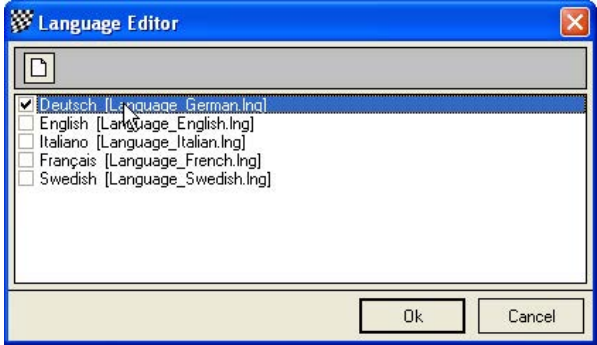 Language Editor
Deutsch [Language_German.lng]
English [Language_English.lng]
Italiano [Language_Italian.lng]
Français [Language_French.lng]
Swedish [Language_Swedish.lng]
Ok Cancel